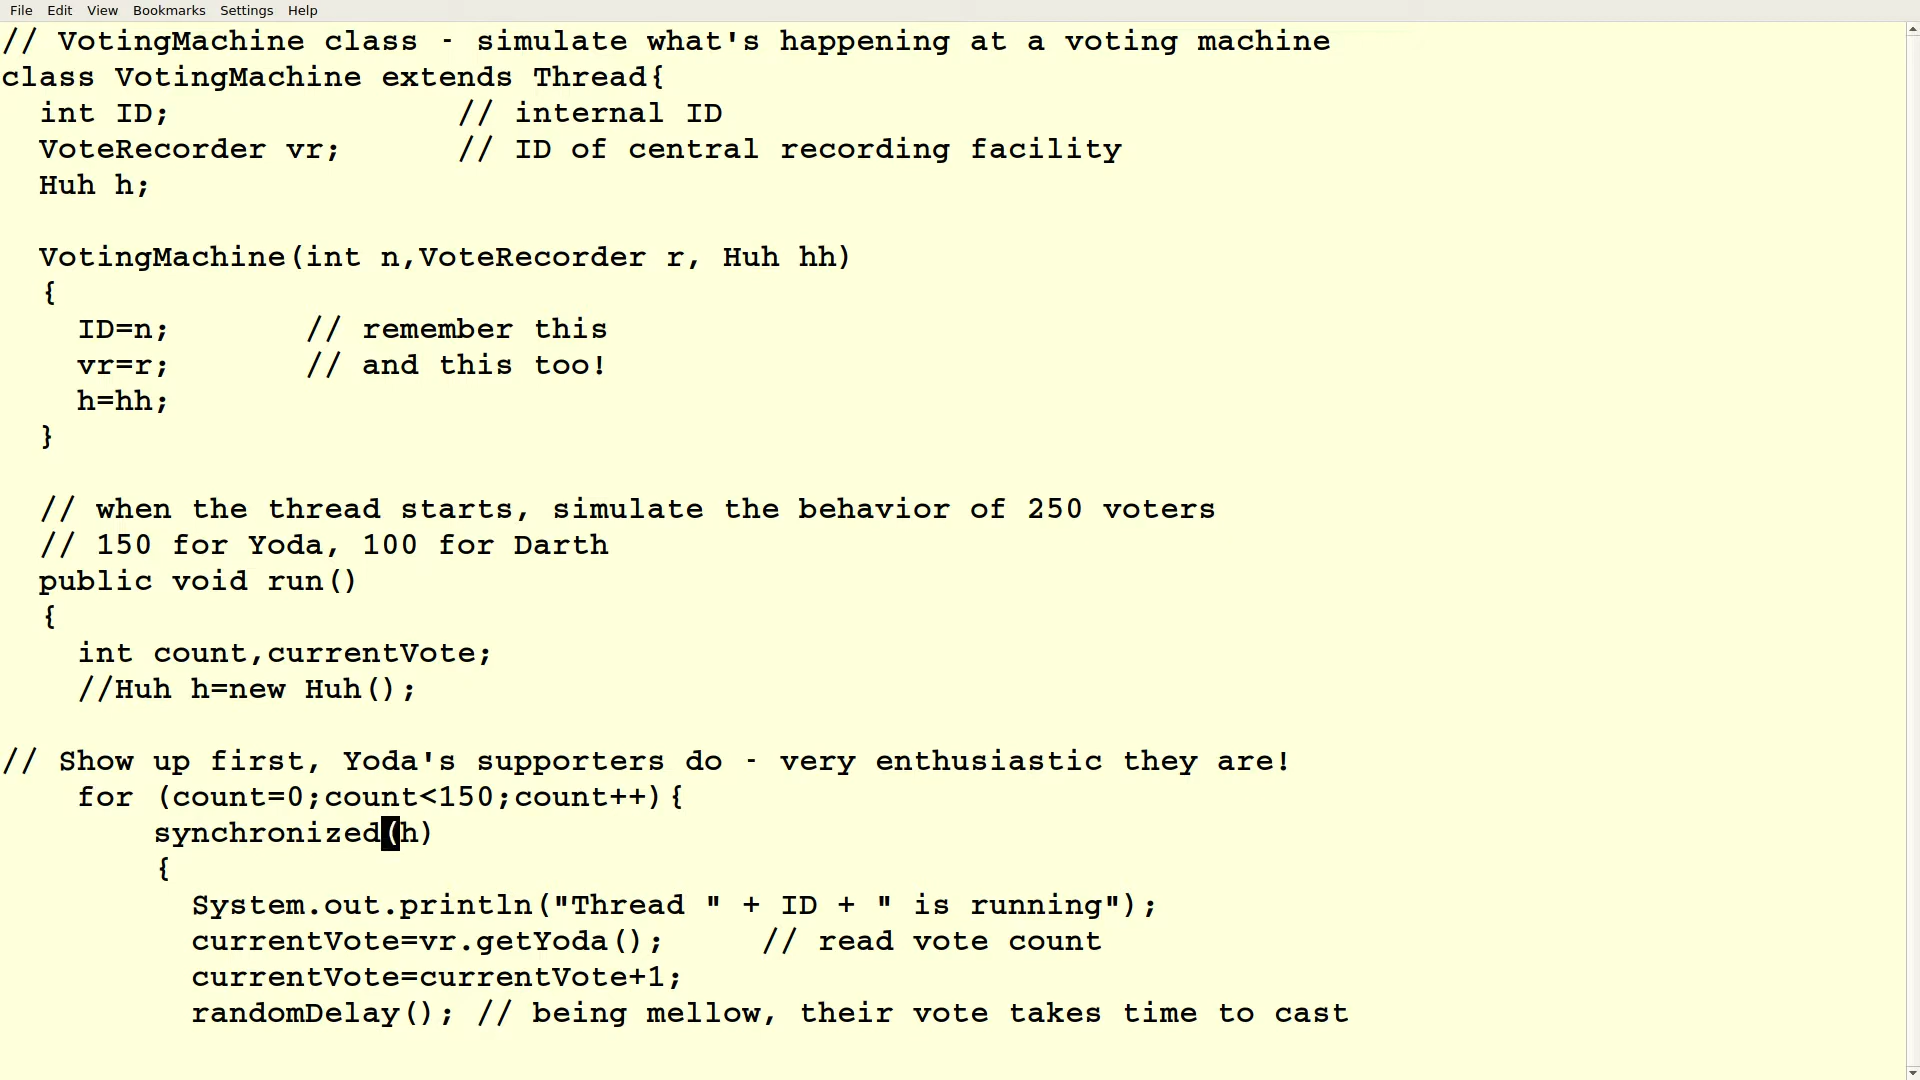 File Edit View Bookmarks Settings Help
// VotingMachine class - simulate what's happening at a voting machine
class VotingMachine extends Thread{
  int ID;               // internal ID
  VoteRecorder vr;      // ID of central recording facility
  Huh h;
  VotingMachine(int n,VoteRecorder r, Huh hh)
  {
    ID=n;       // remember this
    vr=r;       // and this too!
    h=hh;
  }
  // when the thread starts, simulate the behavior of 250 voters
  // 150 for Yoda, 100 for Darth
  public void run()
  {
    int count,currentVote;
    //Huh h=new Huh();
// Show up first, Yoda's supporters do - very enthusiastic they are!
    for (count=0;count<150;count++){
        synchronized(h)
        {
          System.out.println("Thread " + ID + " is running");
          currentVote=vr.getYoda();     // read vote count
          currentVote=currentVote+1;
          randomDelay(); // being mellow, their vote takes time to cast